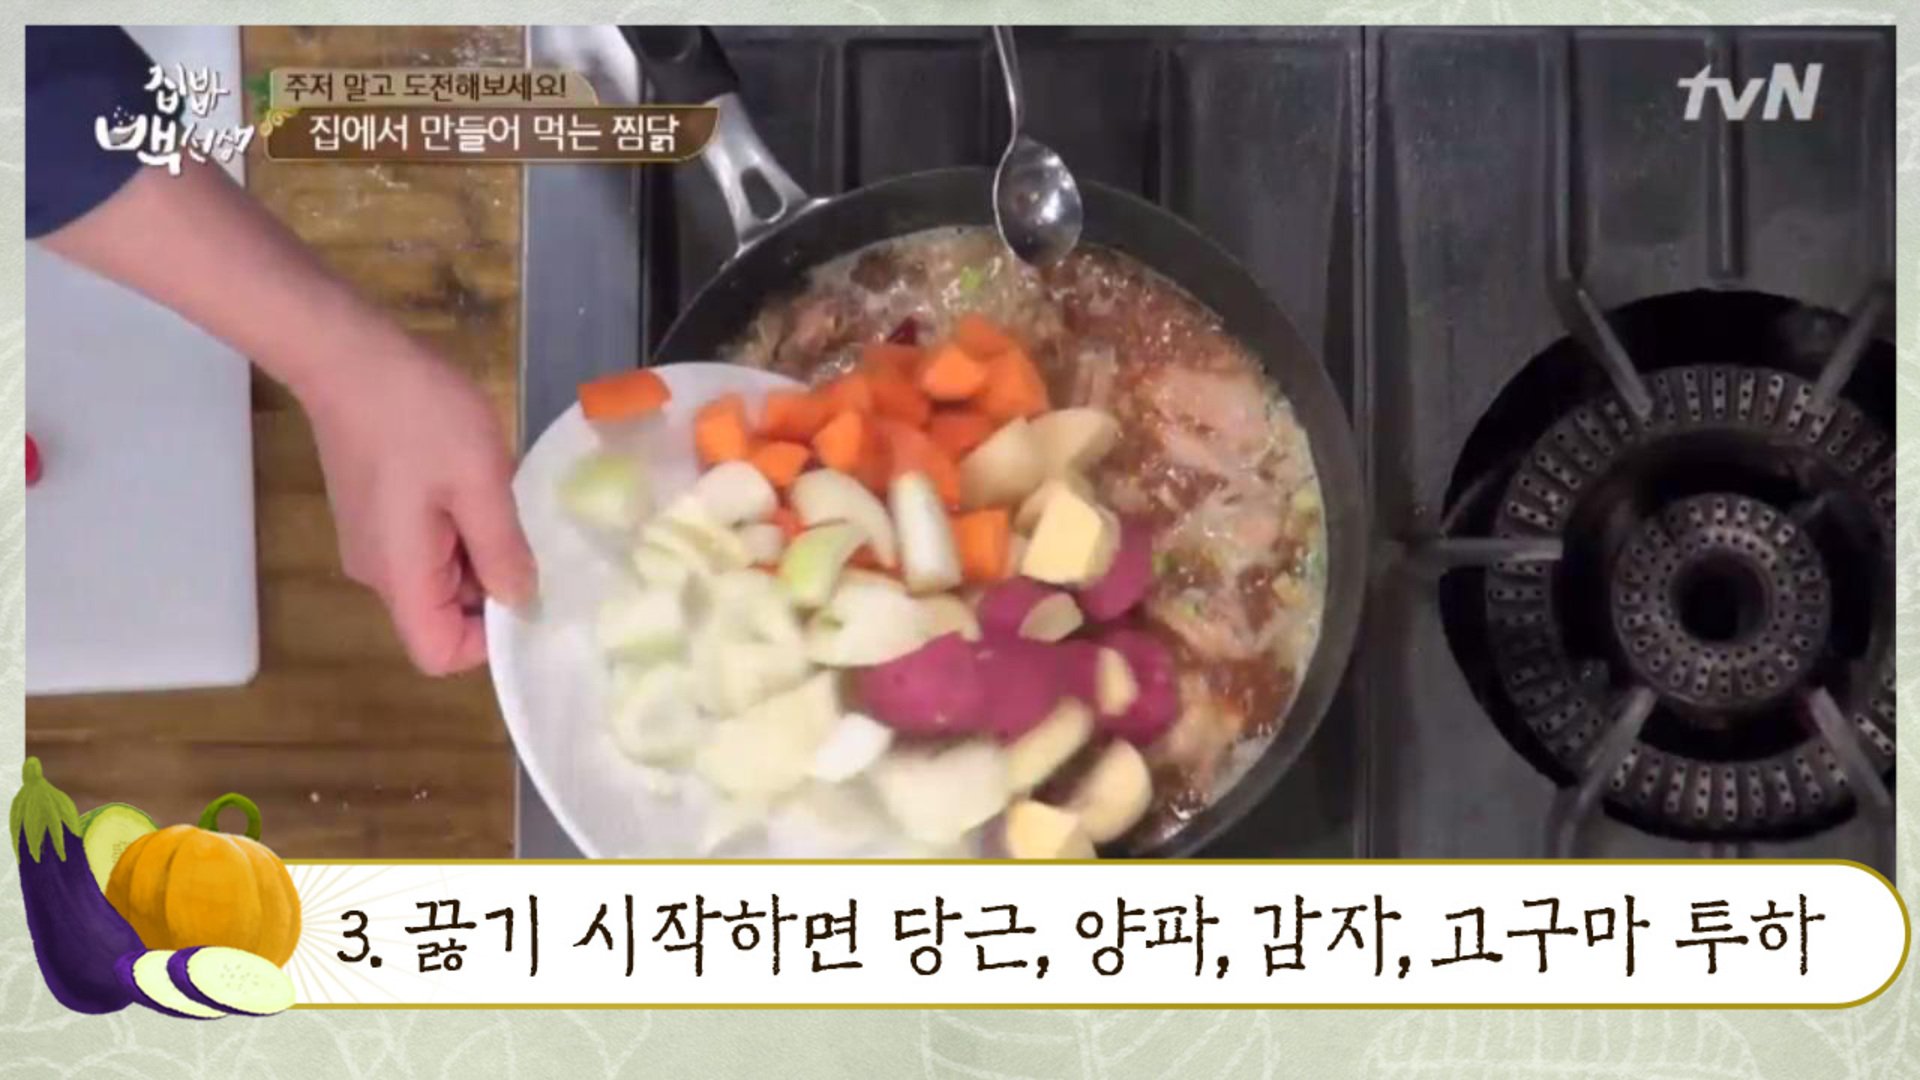 집밥
백선생
주저 말고 도전해보세요!
집에서 만들어 먹는 찜닭
tvN
3. 끓기 시작하면 당근, 양파, 감자, 고구마 투하